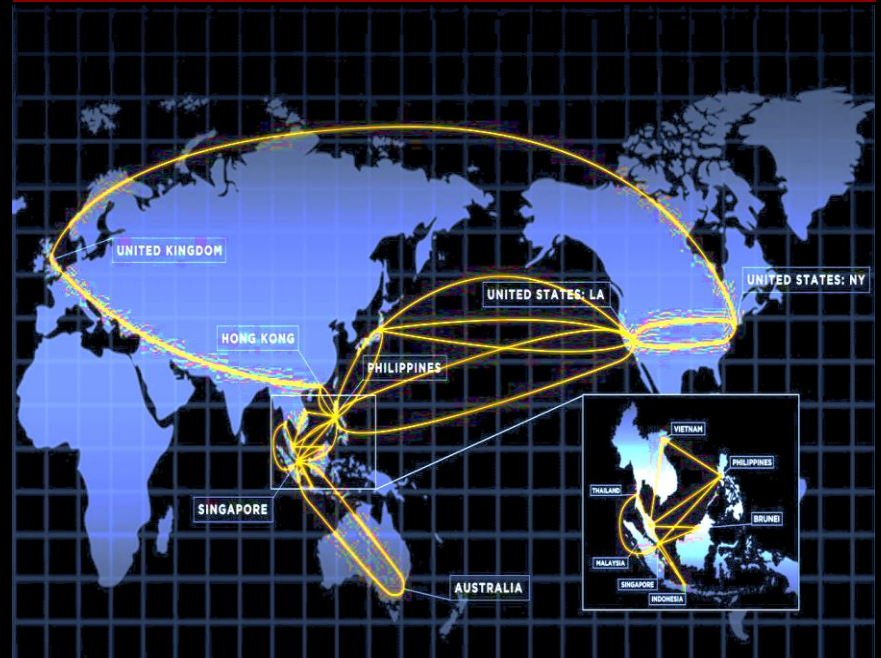 UNITED KINGDOM
UNITED STATES: NY
UNITED STATES: LA
HONG KONG
PHILIPPINES
SINGAPORE
AUSTRALIA
VIETNAM
PHILIPPINES
THAILAND
BRUNEI
MALAYSIA
SINGAPORE
INDONESIA